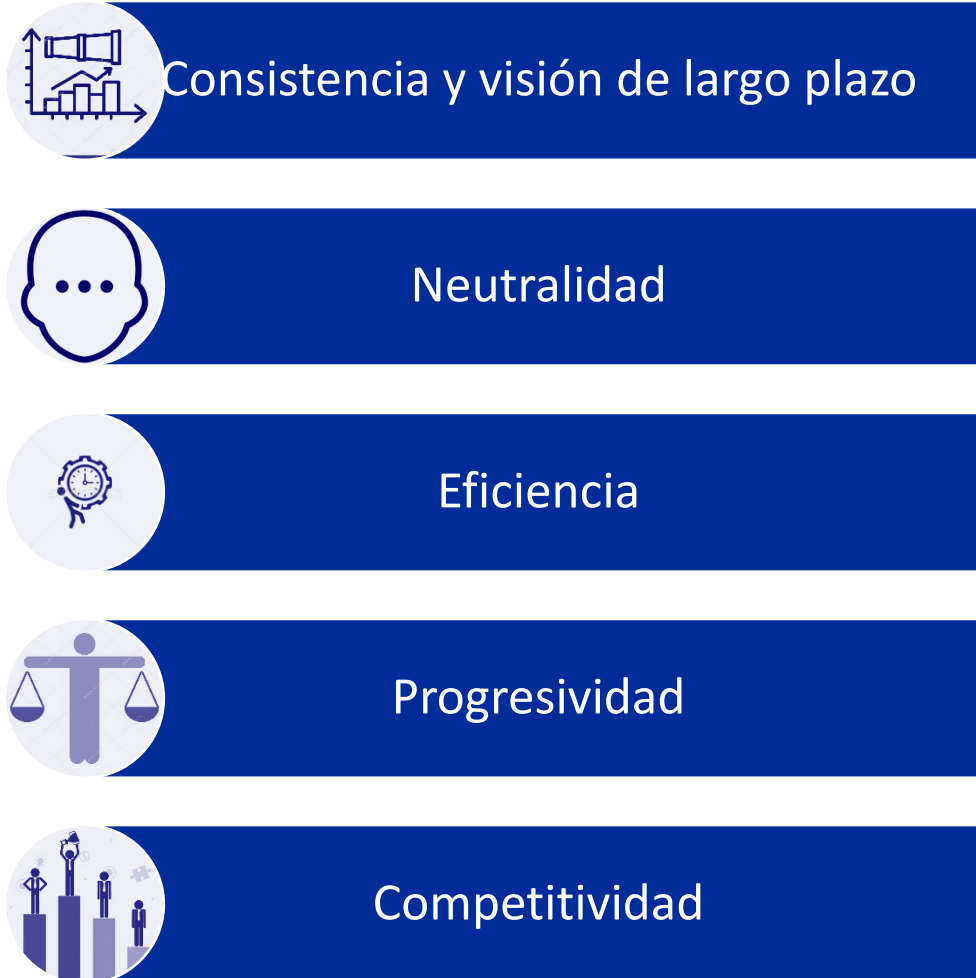 Consistencia y visión de largo plazo
Neutralidad
Eficiencia
Progresividad
Competitividad